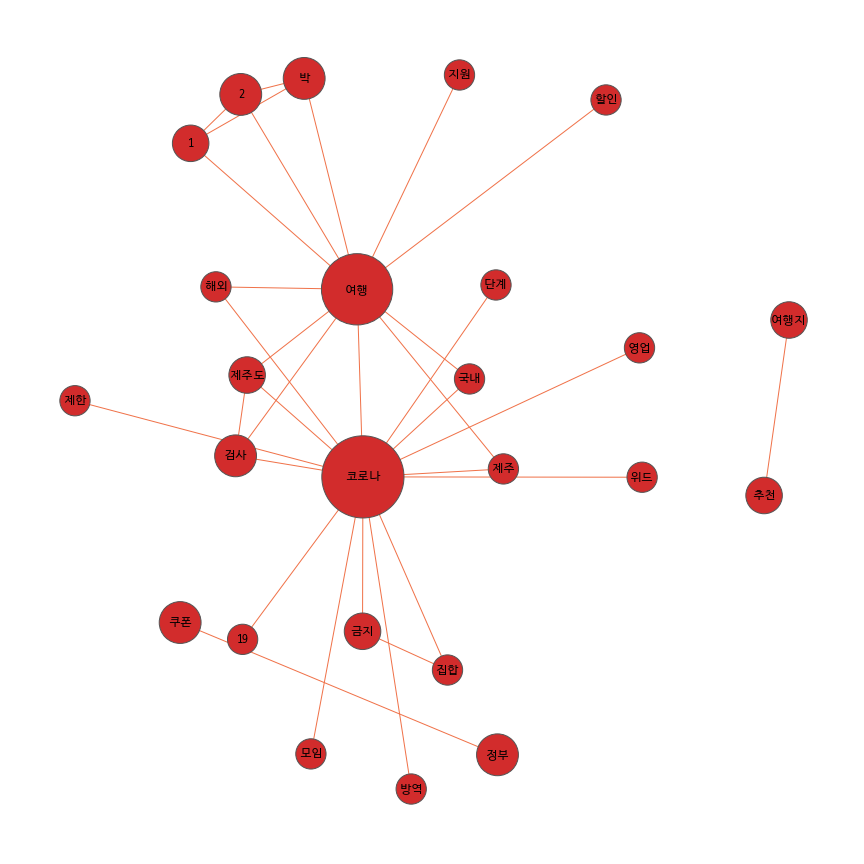 지원
박
2
할인
1
단계
해외
여행
여행지
영업
제주도
국내
제한
검사
제주
코로나
위드
추천
쿠폰
금지
19
집합
모임
정부
방역